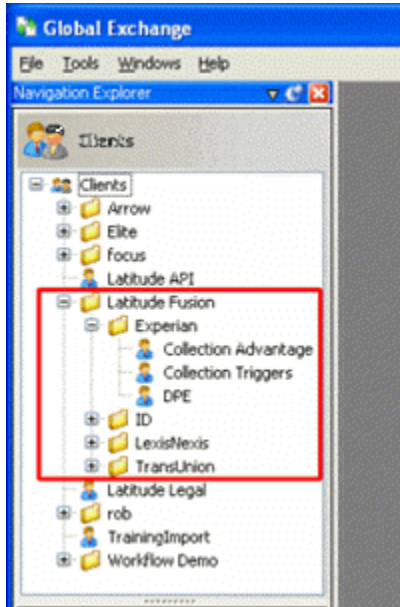 Global Exchange
File Tools Windows Help
Navigation Explorer
Clients
Clients
Arrow
Elite
focus
Latitude API
Latitude Fusion
Experian
Collection Advantage
Collection Triggers
DPE
ID
LexisNexis
TransUnion
Latitude Legal
rob
TrainingImport
Workflow Demo